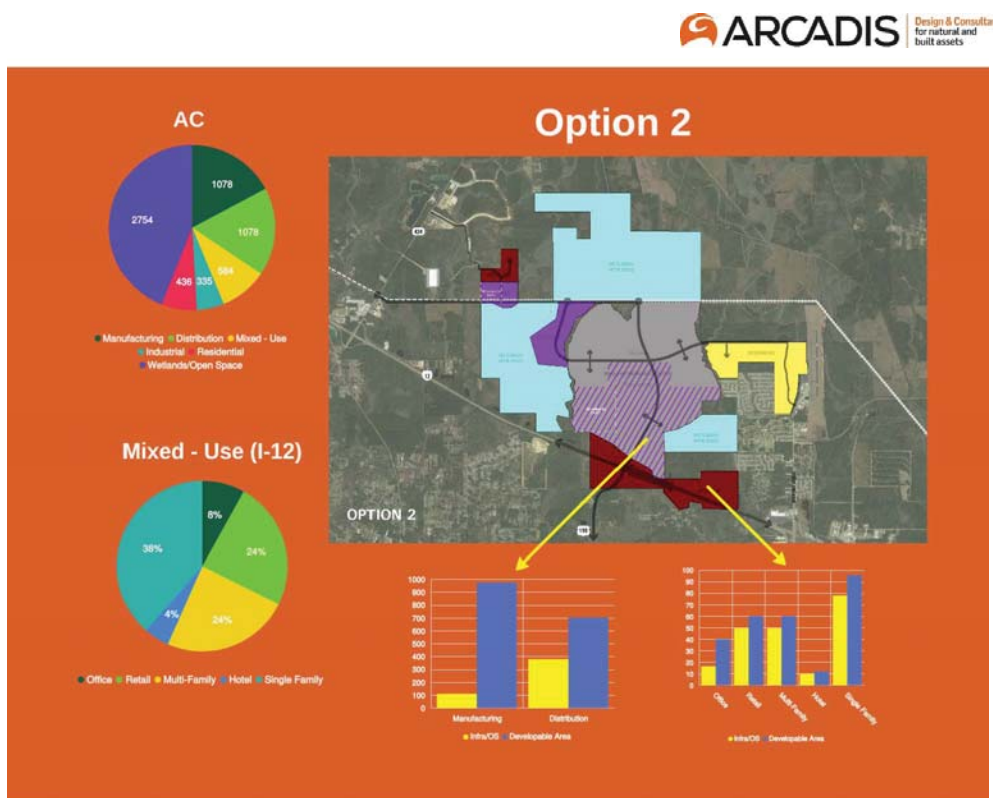 ARCADIS
Design & Consulta
for natural and
built assets
AC
1078
1078
584
335
436
2754
Manufacturing Distribution Mixed - Use
Industrial Residential
Wetlands/Open Space
Mixed - Use (I-12)
8%
24%
24%
4%
38%
Office Retail Multi-Family Hotel Single Family
Option 2
12
OPTION 2
1000
900
800
700
600
500
400
300
200
100
0
Manufacturing Distribution
Infra/OS Developable Area
100
90
80
70
60
50
40
30
20
10
0
Office Retail Multi-Family Hotel Single Family
Infra/OS Developable Area